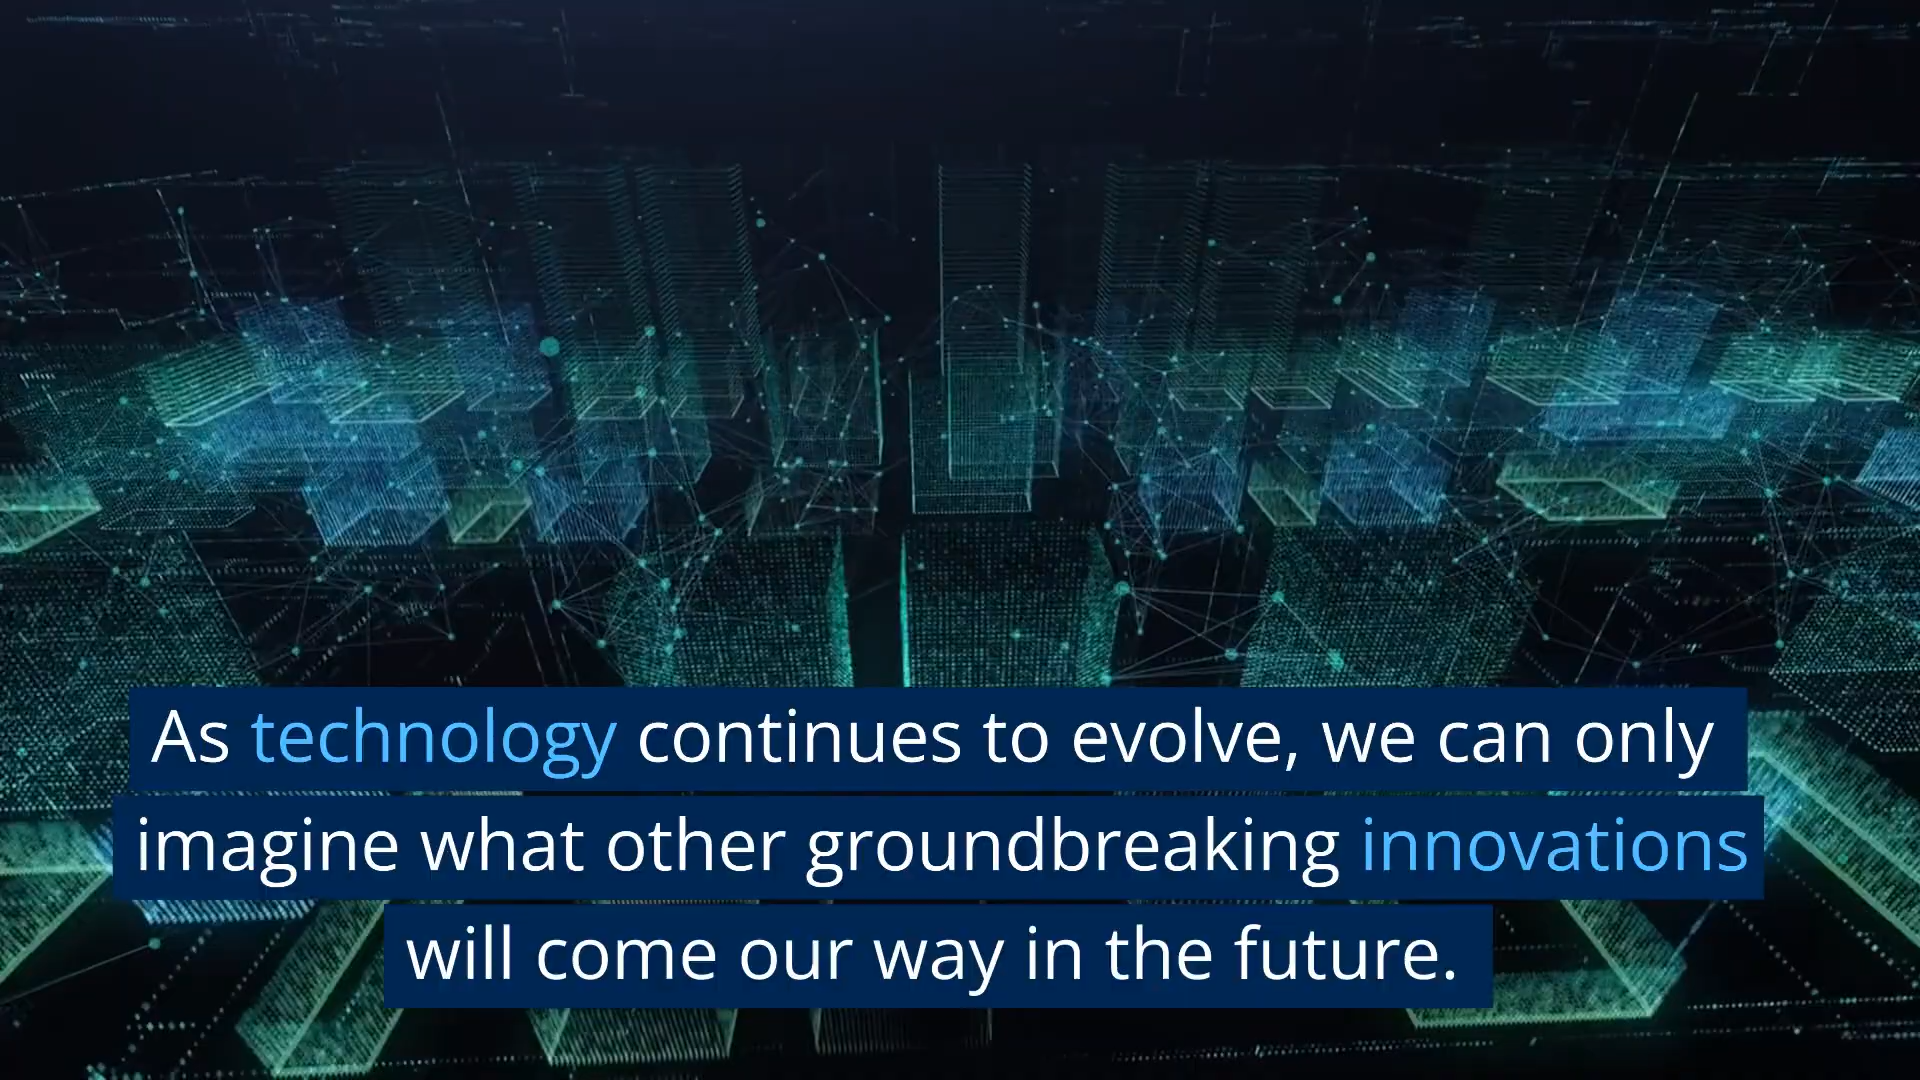 As technology continues to evolve, we can only
imagine what other groundbreaking innovations
will come our way in the future.